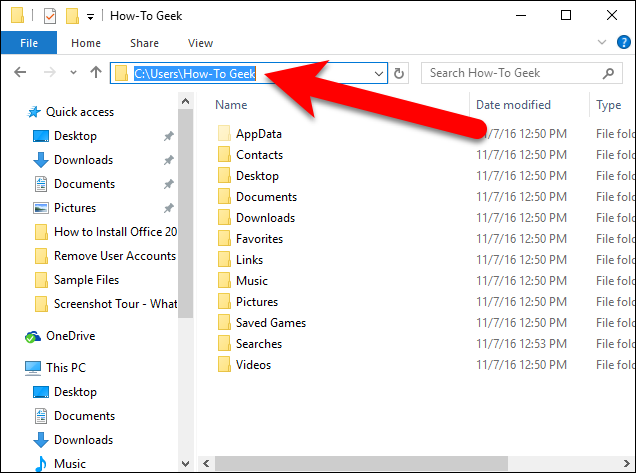 How-To Geek
File Home Share View
C:\Users\How-To Geek Search How-To Geek
Name Date modified Type
Quick access
Desktop
Downloads
Documents
Pictures
How to Install Office 20
Remove User Accounts
Sample Files
Screenshot Tour - What
OneDrive
This PC
Desktop
Documents
Downloads
Music
AppData 11/7/16 12:50 PM File fold
Contacts 11/7/16 12:50 PM File fold
Desktop 11/7/16 12:50 PM File fold
Documents 11/7/16 12:50 PM File fold
Downloads 11/7/16 12:50 PM File fold
Favorites 11/7/16 12:50 PM File fold
Links 11/7/16 12:50 PM File fold
Music 11/7/16 12:50 PM File fold
Pictures 11/7/16 12:50 PM File fold
Saved Games 11/7/16 12:50 PM File fold
Searches 11/7/16 12:53 PM File fold
Videos 11/7/16 12:50 PM File fold